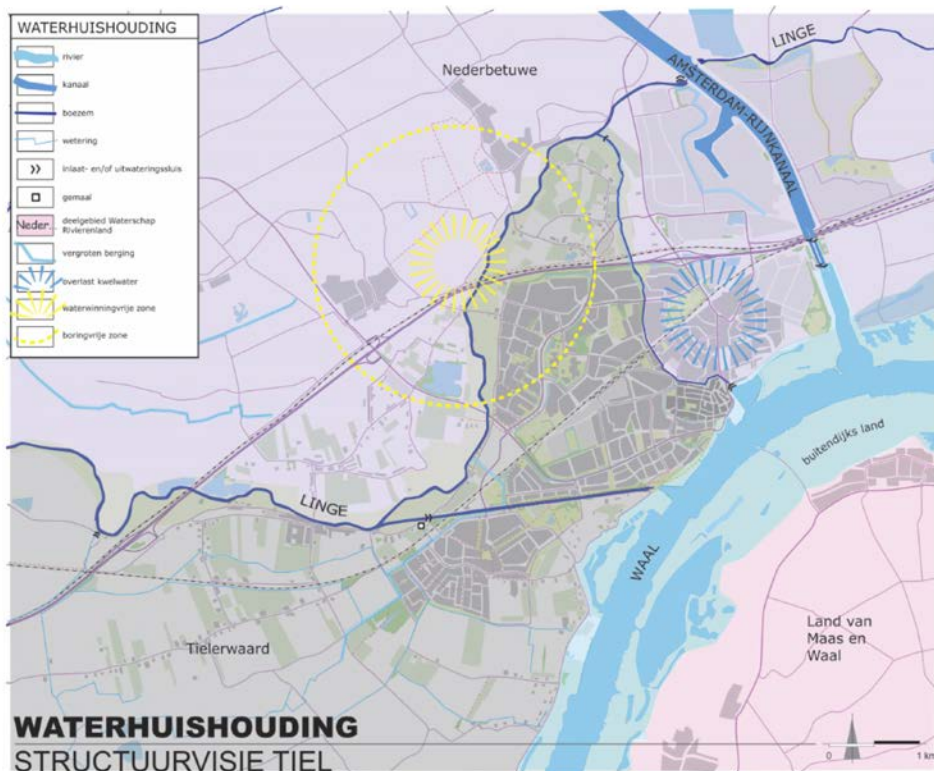 WATERHUISHOUDING
rivier
kanaal
boezem
wetering
inlaat- en/of uitwateringssluis
gemaal
Neder..
deelgebied Waterschap
Rivierenland
vergroten berging
overlast kwelwater
waterwinningvrije zone
boringvrije zone
Nederbetuwe
LINGE
AMSTERDAM-RIJNKANAAL
LINGE
buitendijks land
WAAL
Land van
Maas en
Waal
Tielerwaard
WATERHUISHOUDING
STRUCTUURVISIE TIEL
0 1 km